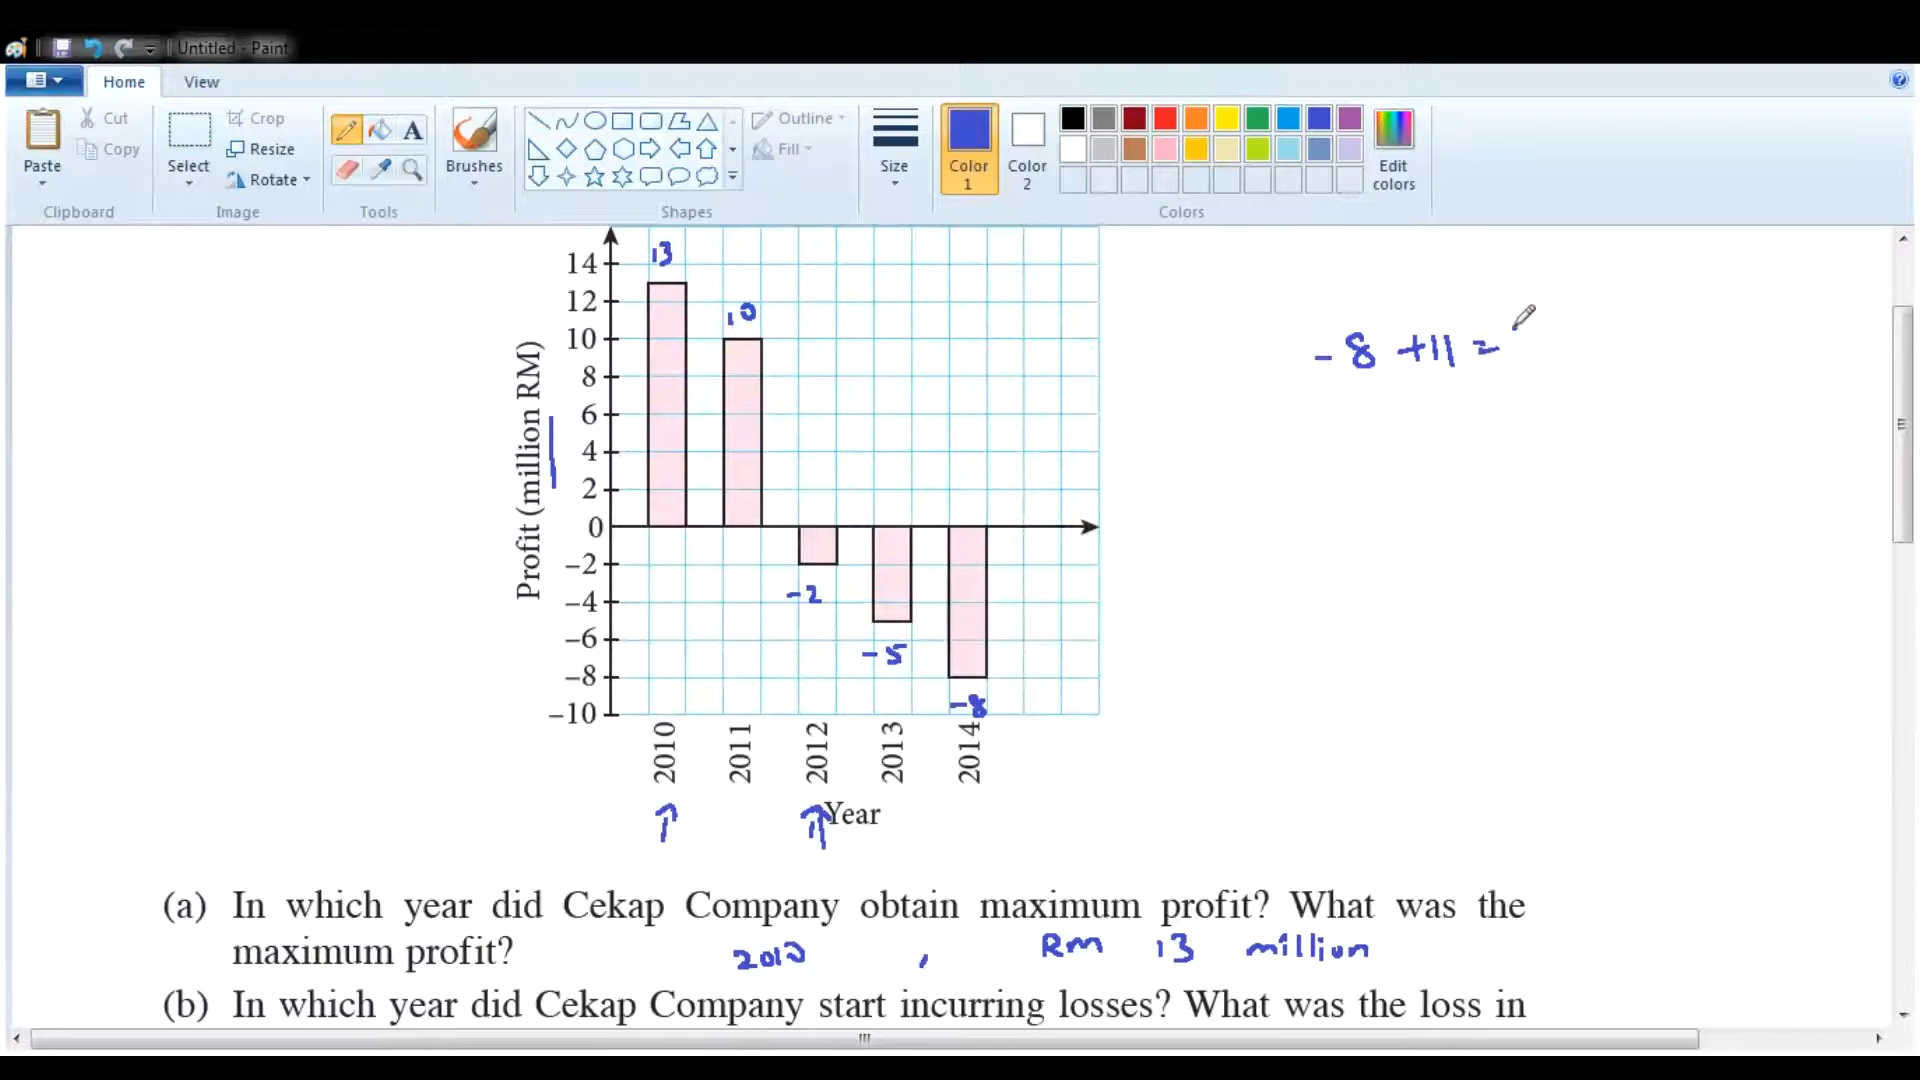 Untitled - Paint
Home View
Paste Cut Copy Clipboard
Select Crop Resize Rotate Image
A Tools
Brushes
Shapes
Outline Fill
Size
Color 1 Color 2 Edit colors Colors
Profit (million RM)
14
12
10
8
6
4
2
0
−2
−4
−6
−8
−10
13
10
-2
-5
-8
-8 +11 =
2010 2011 2012 2013 2014
Year
(a) In which year did Cekap Company obtain maximum profit? What was the
maximum profit? 2010 , RM 13 million
(b) In which year did Cekap Company start incurring losses? What was the loss in